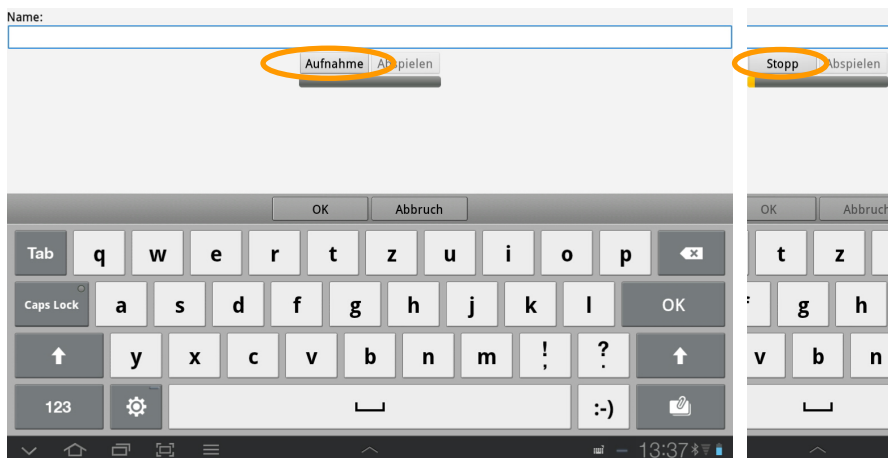 Name:
Aufnahme Abspielen
OK Abbruch
Tab q w e r t z u i o p
Caps Lock a s d f g h j k l OK
y x c v b n m ! , ? .
123 :-)
13:37
Stopp Abspielen
OK Abbruch
t z
g h
v b n